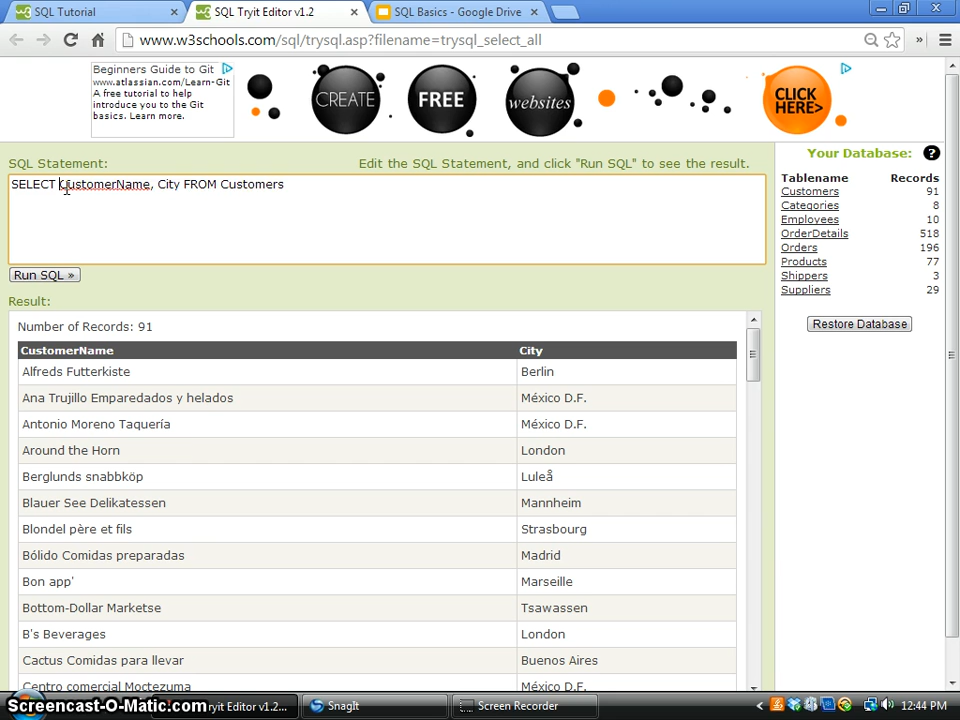 SQL Tutorial
SQL Tryit Editor v1.2
SQL Basics - Google Drive
www.w3schools.com/sql/trysql.asp?filename=trysql_select_all
Beginners Guide to Git
www.atlassian.com/Learn-Git
A free tutorial to help
introduce you to the Git
basics. Learn more.
CREATE
FREE
websites
CLICK
HERE>
SQL Statement:
Edit the SQL Statement, and click "Run SQL" to see the result.
SELECT CustomerName, City FROM Customers
Run SQL »
Result:
Number of Records: 91
CustomerName City
Alfreds Futterkiste Berlin
Ana Trujillo Emparedados y helados México D.F.
Antonio Moreno Taquería México D.F.
Around the Horn London
Berglunds snabbköp Luleå
Blauer See Delikatessen Mannheim
Blondel père et fils Strasbourg
Bólido Comidas preparadas Madrid
Bon app' Marseille
Bottom-Dollar Marketse Tsawassen
B's Beverages London
Cactus Comidas para llevar Buenos Aires
Centro comercial Moctezuma México D.F.
Your Database:
Tablename Records
Customers 91
Categories 8
Employees 10
OrderDetails 518
Orders 196
Products 77
Shippers 3
Suppliers 29
Restore Database
Screencast-O-Matic.com
Tryit Editor v1.2...
SnagIt
Screen Recorder
12:44 PM